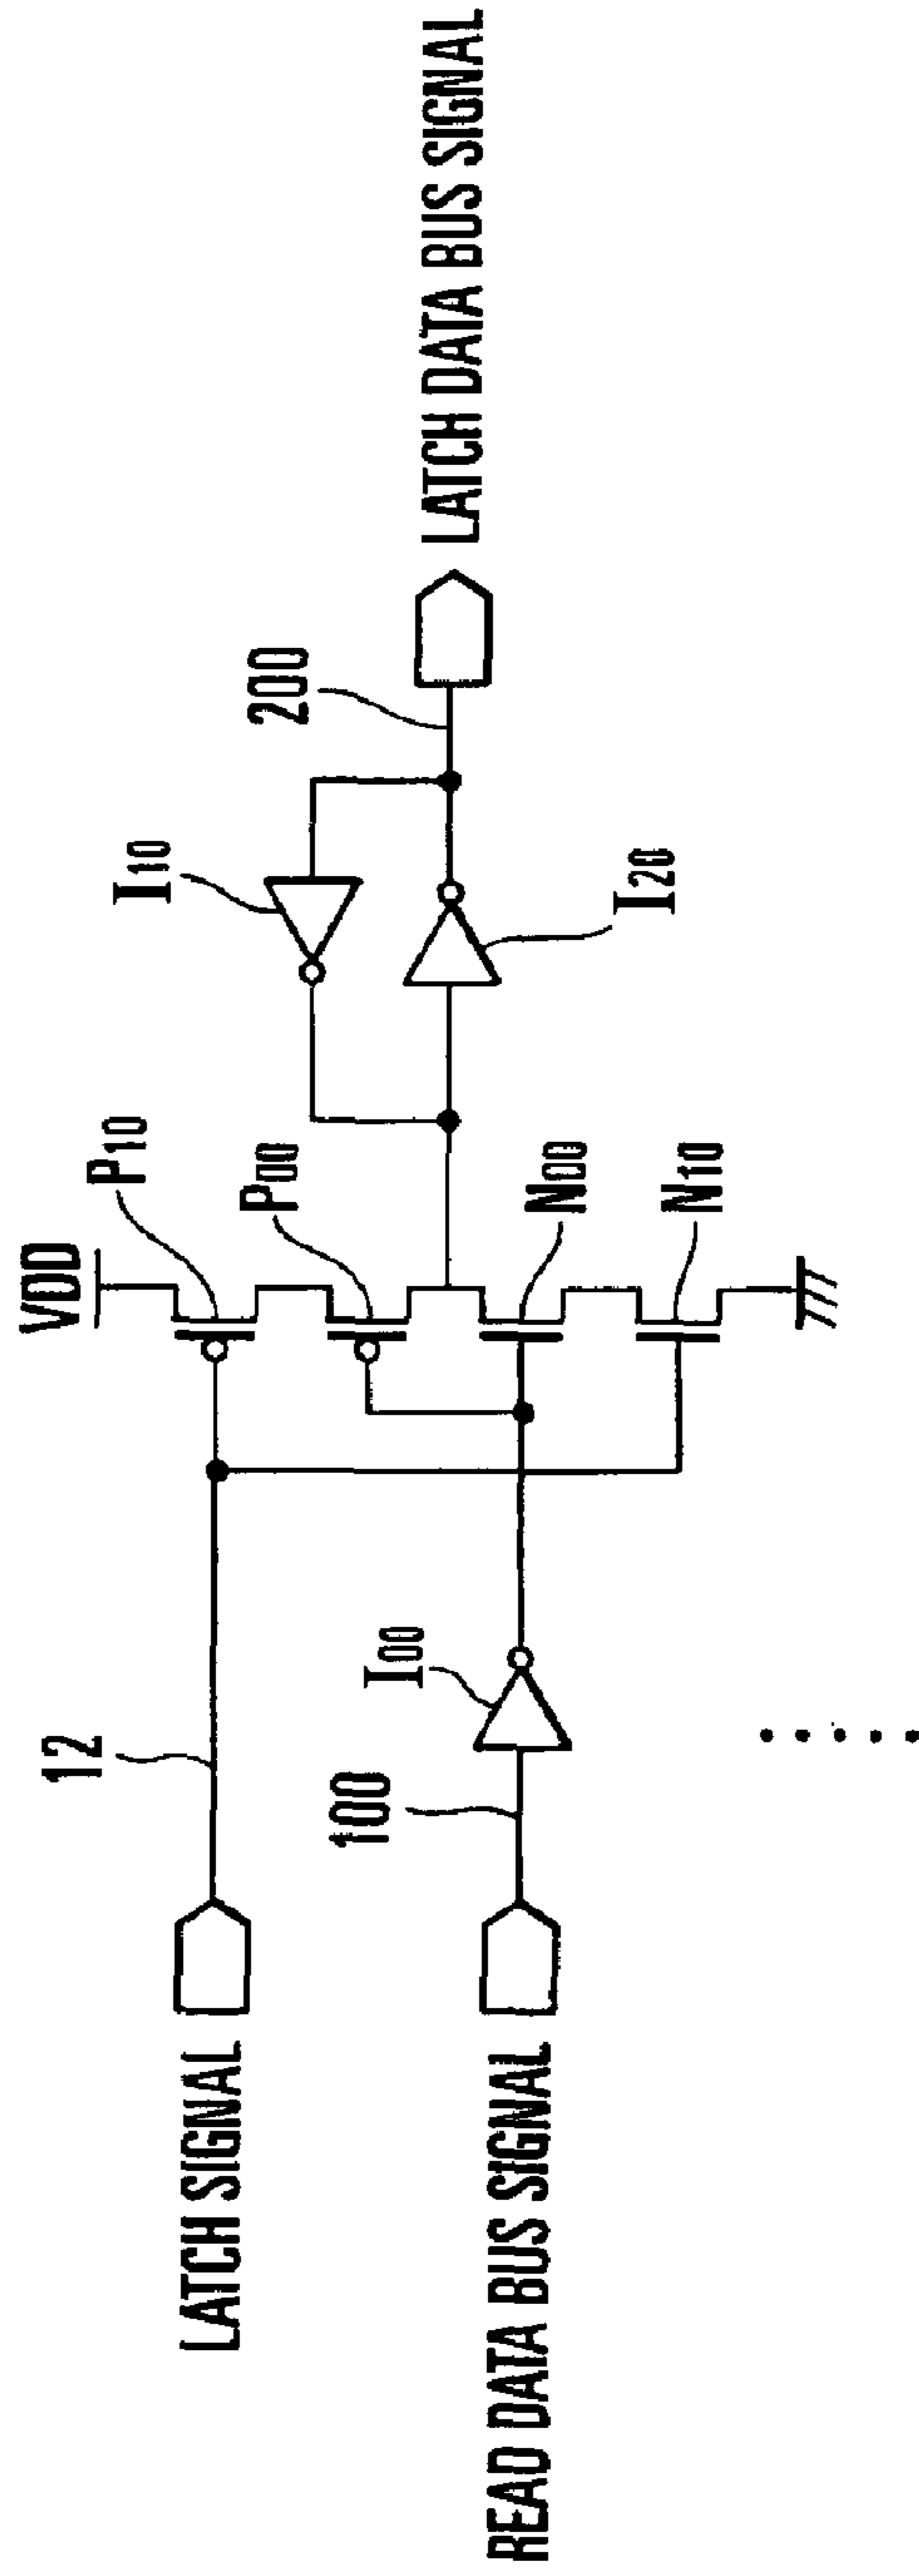 VDD
P10
I10
200
LATCH DATA BUS SIGNAL
12
LATCH SIGNAL
P00
I00
100
READ DATA BUS SIGNAL
N00
I20
N10